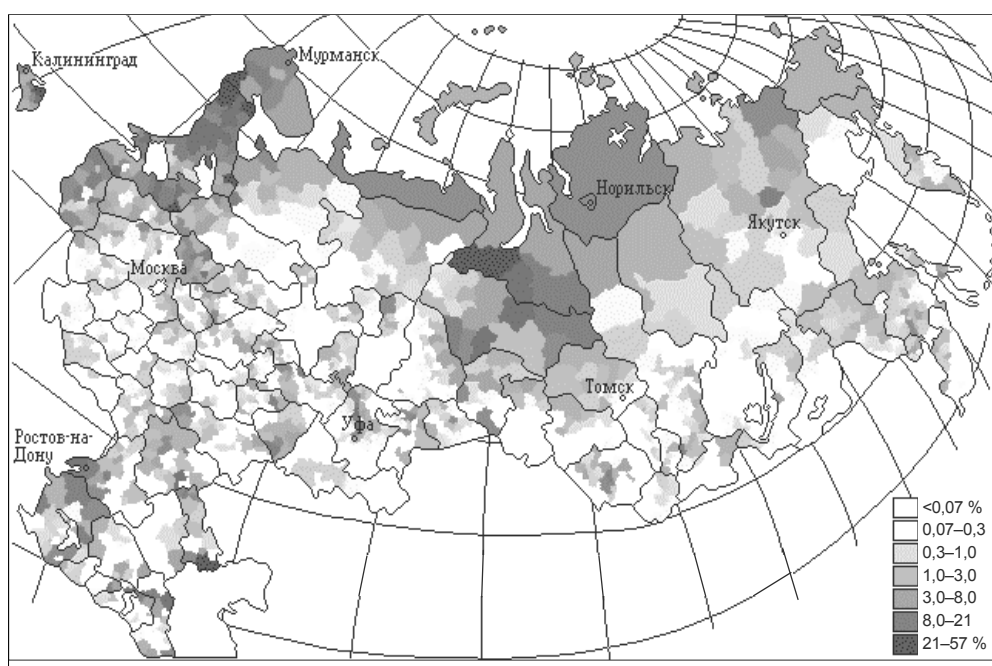 Калининград
Мурманск
Норильск
Якутск
Москва
Томск
Уфа
Ростов-на-
Дону
<0,07 %
0,07–0,3
0,3–1,0
1,0–3,0
3,0–8,0
8,0–21
21–57 %